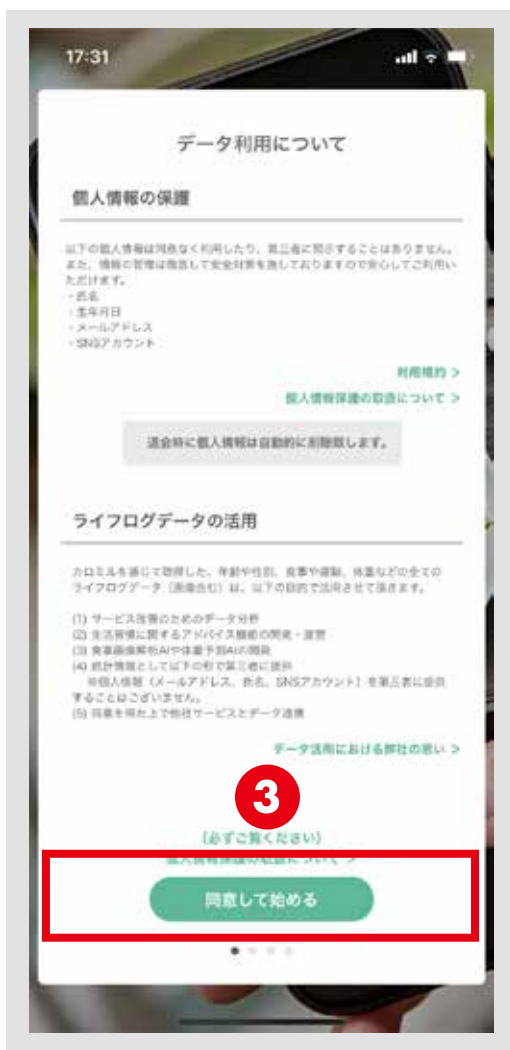 17:31
データ利用について
個人情報の保護
以下の個人情報は同意なく利用したり、第三者に開示することはありません。
また、情報の管理は徹底して安全対策を施しておりますので安心してご利用い
ただけます。
・氏名
・生年月日
・メールアドレス
・SNSアカウント
利用規約 >
個人情報保護の取扱について >
退会時に個人情報は自動的に削除致します。
ライフログデータの活用
カロミルを通じて取得した、年齢や性別、食事や運動、体重などの全ての
ライフログデータ（画像含む）は、以下の目的で活用させて頂きます。
(1) サービス改善のためのデータ分析
(2) 生活習慣に関するアドバイス機能の開発・運営
(3) 食事画像解析AIや体重予測AIの開発
(4) 統計情報として以下の形で第三者に提供
※個人情報（メールアドレス、氏名、SNSアカウント）を第三者に提供
することはございません。
(5) 同意を得た上で他社サービスとデータ連携
データ活用における弊社の思い >
3
（必ずご覧ください）
個人情報保護の取扱について >
同意して始める